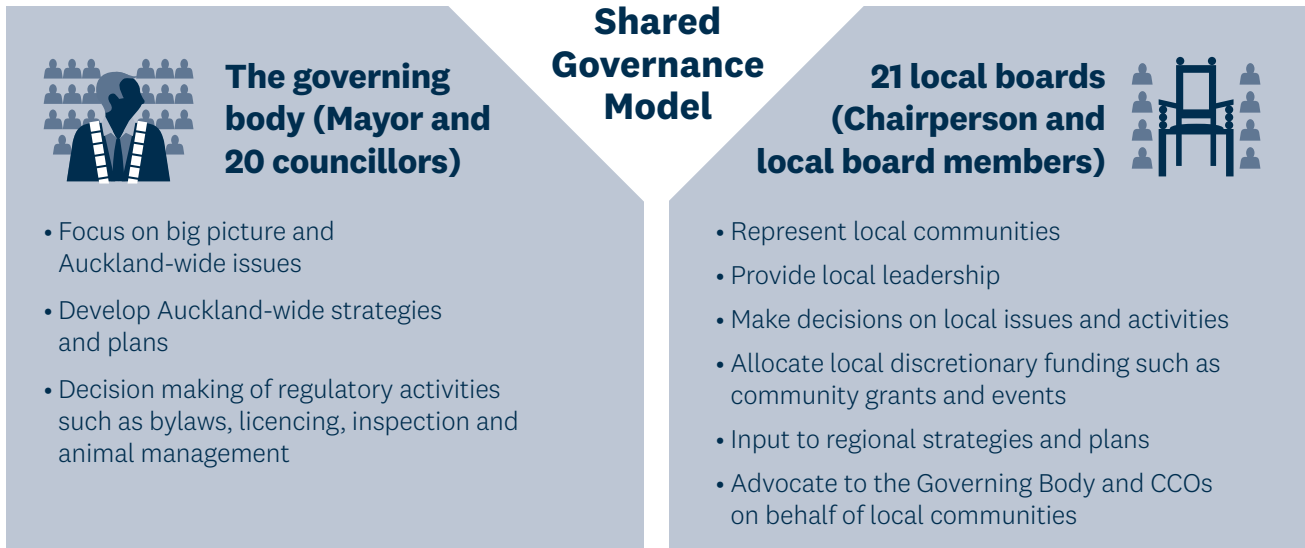 Shared
Governance
Model
The governing
body (Mayor and
20 councillors)
• Focus on big picture and
Auckland-wide issues
• Develop Auckland-wide strategies
and plans
• Decision making of regulatory activities
such as bylaws, licencing, inspection and
animal management
21 local boards
(Chairperson and
local board members)
• Represent local communities
• Provide local leadership
• Make decisions on local issues and activities
• Allocate local discretionary funding such as
community grants and events
• Input to regional strategies and plans
• Advocate to the Governing Body and CCOs
on behalf of local communities